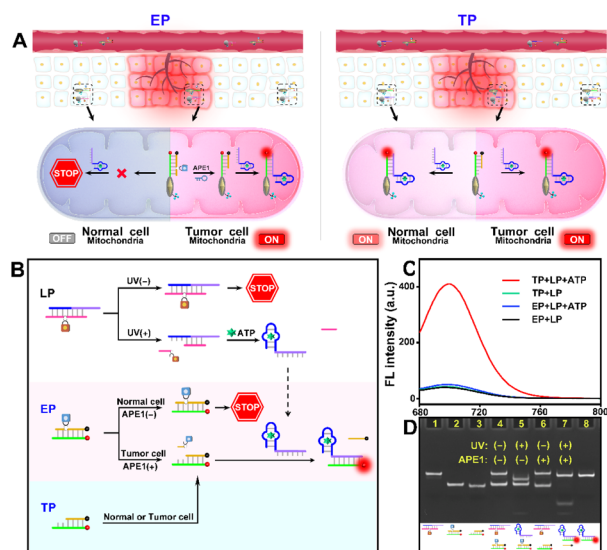 EP
TP
A
STOP
APE1
OFF
Normal cell
Mitochondria
Tumor cell
Mitochondria
ON
ON
Normal cell
Mitochondria
Tumor cell
Mitochondria
ON
B
LP
UV(−)
STOP
UV(+)
ATP
EP
Normal cell
APE1(−)
STOP
Tumor cell
APE1(+)
TP
Normal or Tumor cell
C
FL intensity (a.u.)
400
200
0
680 720 760 800
TP+LP+ATP
TP+LP
EP+LP+ATP
EP+LP
D
1 2 3 4 5 6 7 8
UV: (−) (+) (−) (+)
APE1: (−) (−) (+) (+)